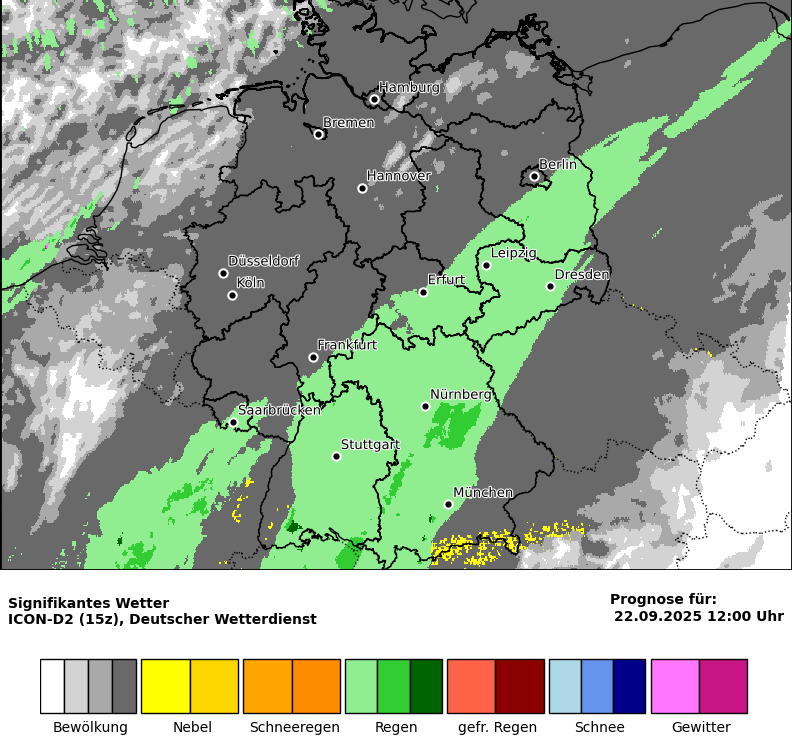 Hamburg
Bremen
Berlin
Hannover
Leipzig
Düsseldorf
Dresden
Erfurt
Köln
Frankfurt
Nürnberg
Saarbrücken
Stuttgart
München
Signifikantes Wetter
ICON-D2 (15z), Deutscher Wetterdienst
Prognose für:
22.09.2025 12:00 Uhr
Bewölkung Nebel Schneeregen Regen gefr. Regen Schnee Gewitter